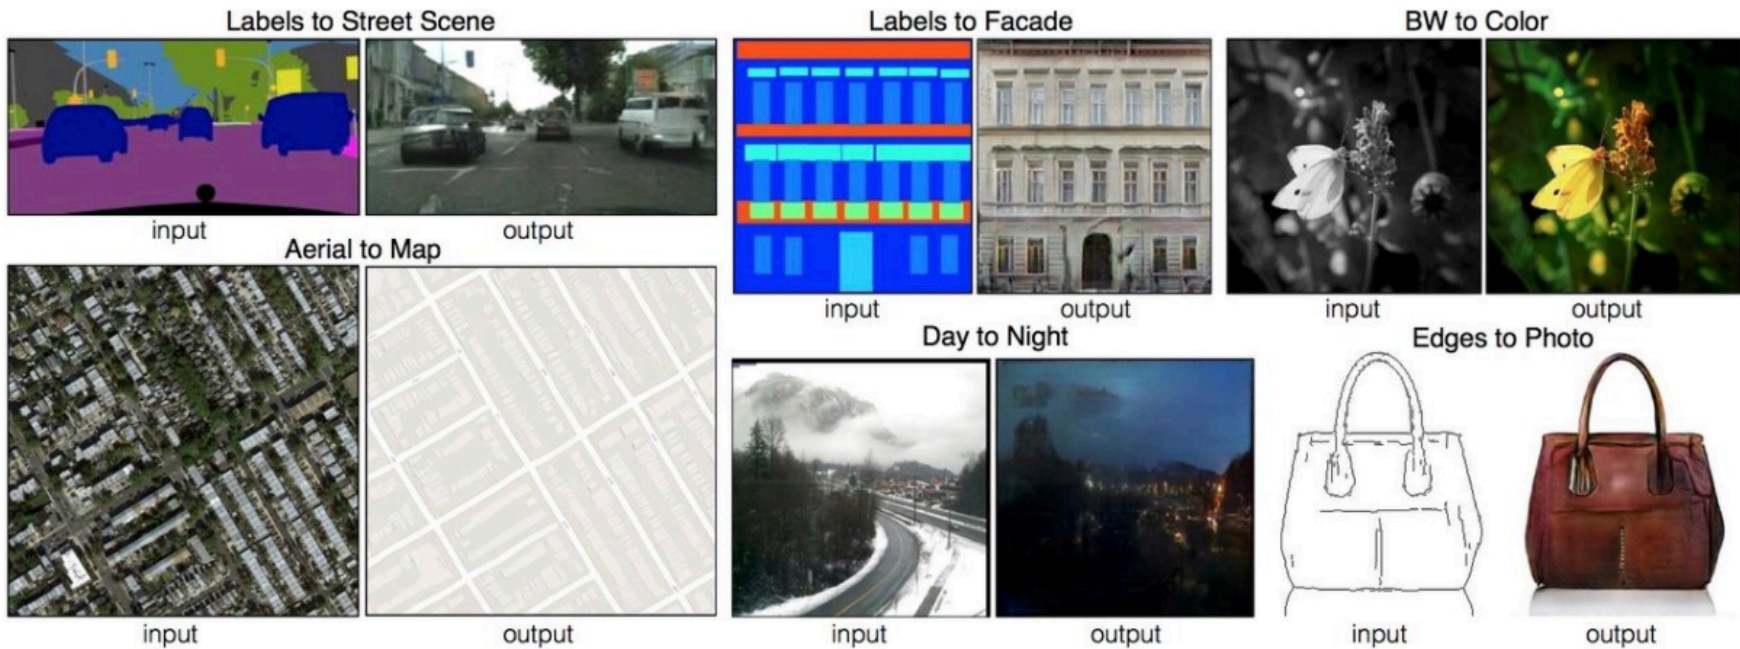 Labels to Street Scene
input
output
Aerial to Map
input
output
Labels to Facade
input
output
BW to Color
input
output
Day to Night
input
output
Edges to Photo
input
output